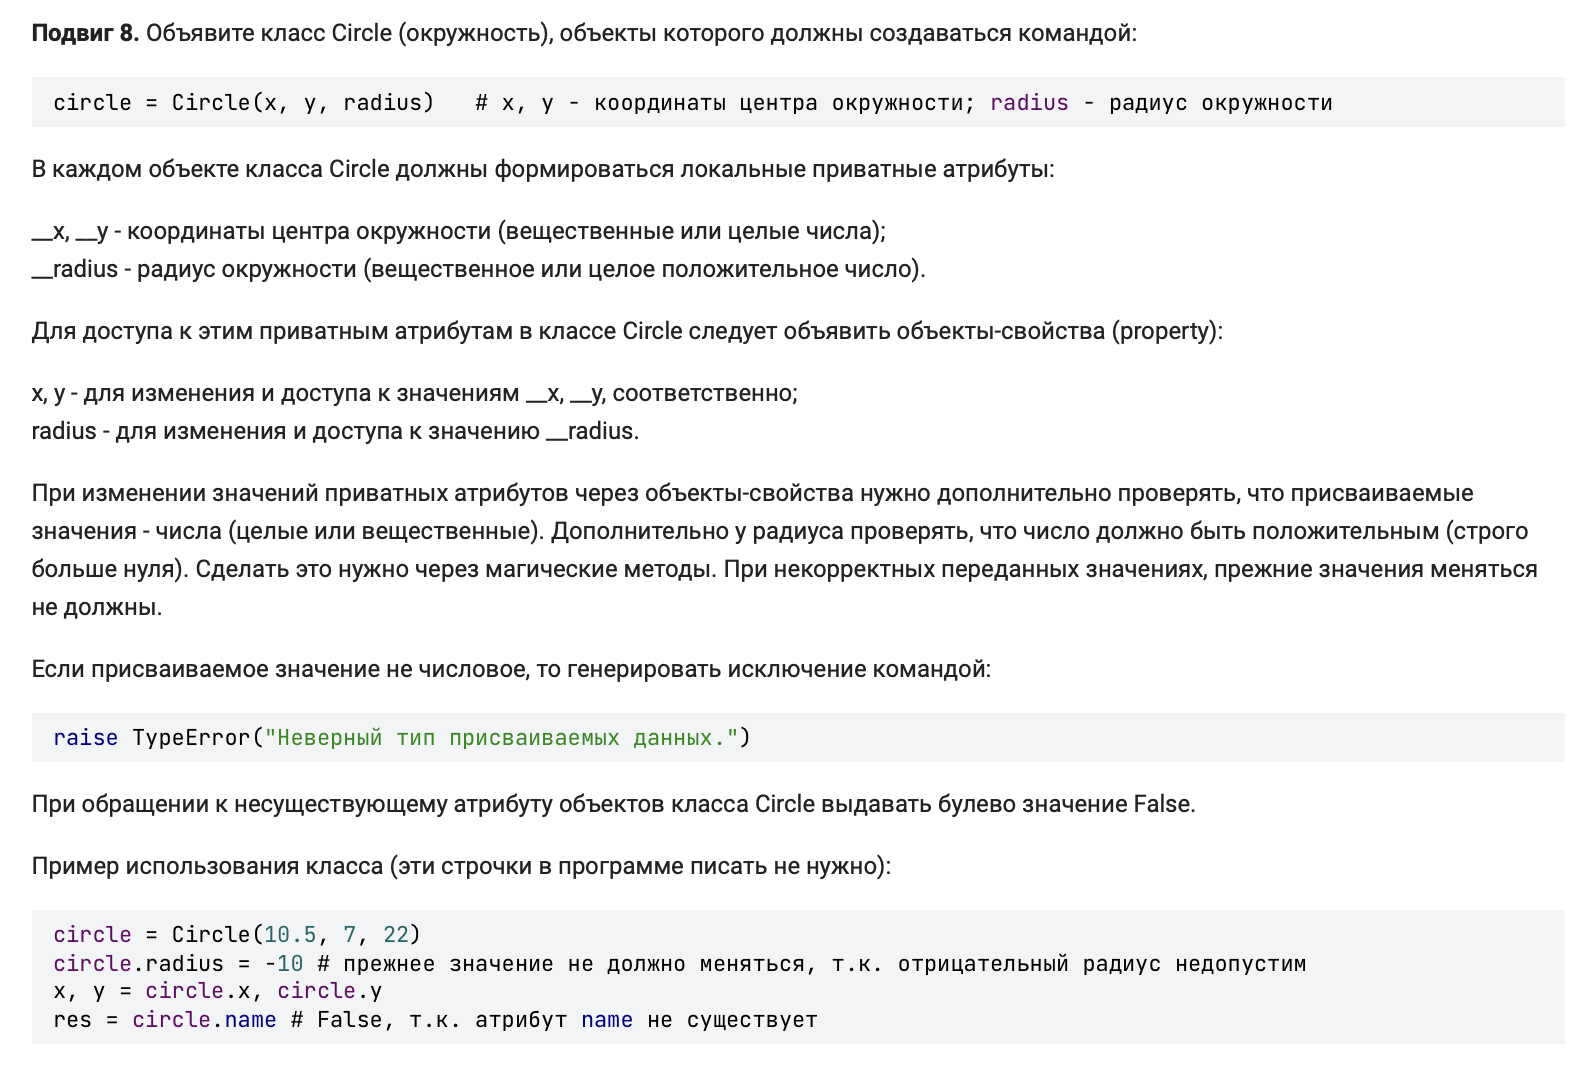 Подвиг 8. Объявите класс Circle (окружность), объекты которого должны создаваться командой:
circle = Circle(x, y, radius)   # x, y - координаты центра окружности; radius - радиус окружности
В каждом объекте класса Circle должны формироваться локальные приватные атрибуты:
__x, __y - координаты центра окружности (вещественные или целые числа);
__radius - радиус окружности (вещественное или целое положительное число).
Для доступа к этим приватным атрибутам в классе Circle следует объявить объекты-свойства (property):
x, y - для изменения и доступа к значениям __x, __y, соответственно;
radius - для изменения и доступа к значению __radius.
При изменении значений приватных атрибутов через объекты-свойства нужно дополнительно проверять, что присваиваемые
значения - числа (целые или вещественные). Дополнительно у радиуса проверять, что число должно быть положительным (строго
больше нуля). Сделать это нужно через магические методы. При некорректных переданных значениях, прежние значения меняться
не должны.
Если присваиваемое значение не числовое, то генерировать исключение командой:
raise TypeError("Неверный тип присваиваемых данных.")
При обращении к несуществующему атрибуту объектов класса Circle выдавать булево значение False.
Пример использования класса (эти строчки в программе писать не нужно):
circle = Circle(10.5, 7, 22)
circle.radius = -10 # прежнее значение не должно меняться, т.к. отрицательный радиус недопустим
x, y = circle.x, circle.y
res = circle.name # False, т.к. атрибут name не существует